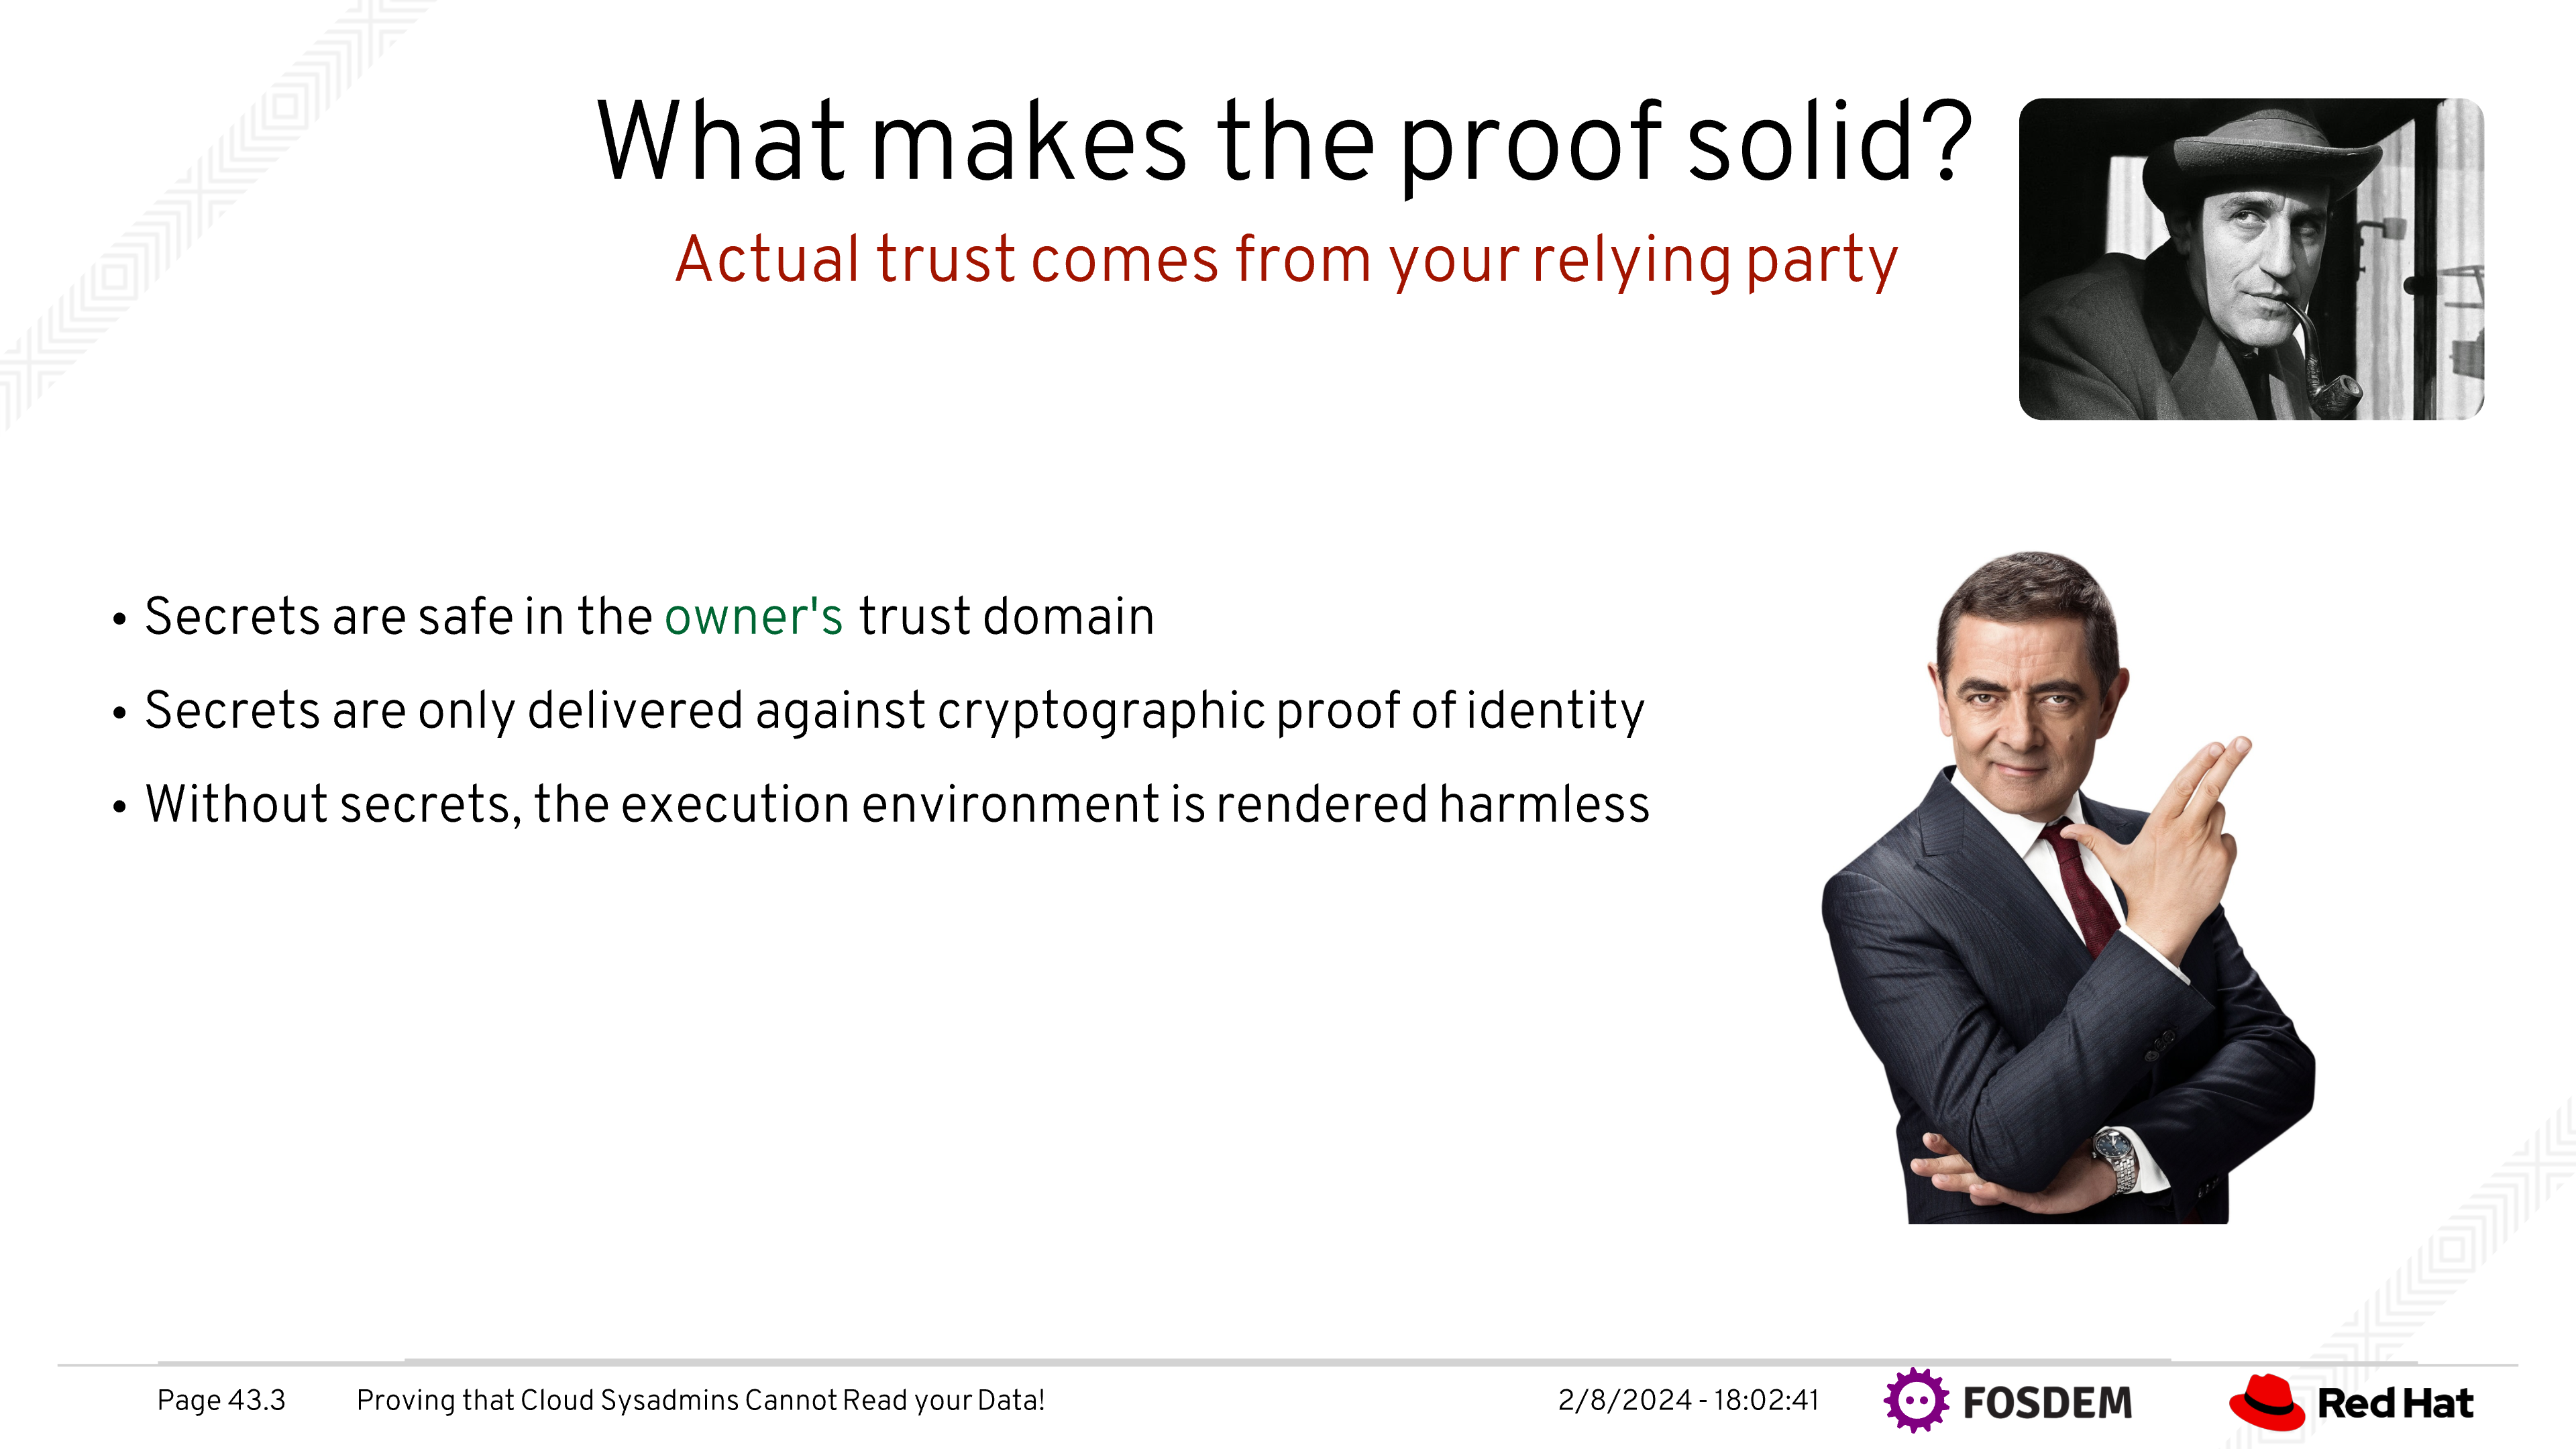 What makes the proof solid?
Actual trust comes from your relying party
• Secrets are safe in the owner's trust domain
• Secrets are only delivered against cryptographic proof of identity
• Without secrets, the execution environment is rendered harmless
Page 43.3 Proving that Cloud Sysadmins Cannot Read your Data! 2/8/2024 - 18:02:41 FOSDEM Red Hat